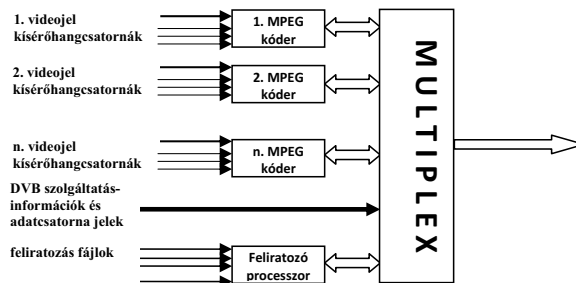 1. videojel
kísérőhangcsatornák
1. MPEG
kóder
2. videojel
kísérőhangcsatornák
2. MPEG
kóder
n. videojel
kísérőhangcsatornák
n. MPEG
kóder
DVB szolgáltatás-
információk és
adatcsatorna jelek
feliratozás fájlok
Feliratozó
processzor
MULTIPLEX